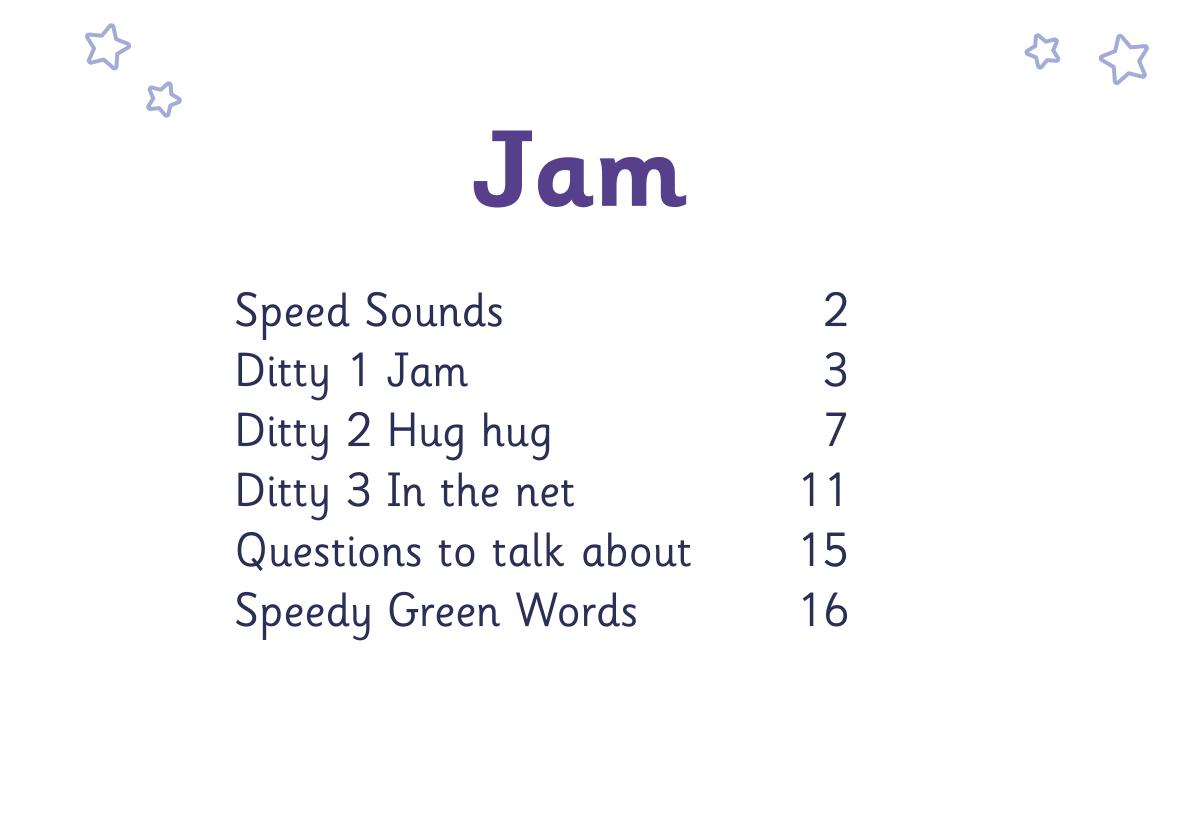 Jam
Speed Sounds 2
Ditty 1 Jam 3
Ditty 2 Hug hug 7
Ditty 3 In the net 11
Questions to talk about 15
Speedy Green Words 16